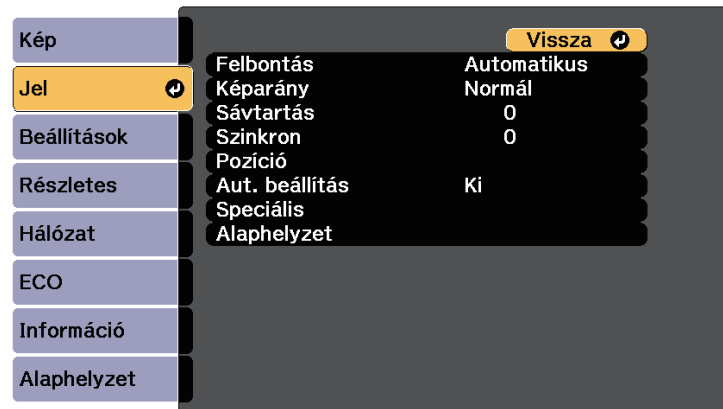 Kép
Jel
Beállítások
Részletes
Hálózat
ECO
Információ
Alaphelyzet
Vissza
Felbontás Automatikus
Képarány Normál
Sávtartás 0
Szinkron 0
Pozíció
Aut. beállítás Ki
Speciális
Alaphelyzet